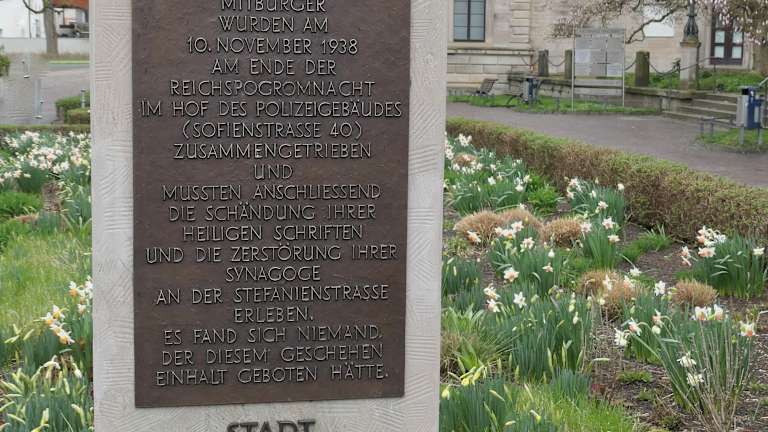 MITBÜRGER
WURDEN AM
10. NOVEMBER 1938
AM ENDE DER
REICHSPOGROMNACHT
IM HOF DES POLIZEIGEBÄUDES
(SOFIENSTRASSE 40)
ZUSAMMENGETRIEBEN
UND
MUSSTEN ANSCHLIESSEND
DIE SCHÄNDUNG IHRER
HEILIGEN SCHRIFTEN
UND DIE ZERSTÖRUNG IHRER
SYNAGOGE
AN DER STEFANIENSTRASSE
ERLEBEN.
ES FAND SICH NIEMAND,
DER DIESEM GESCHEHEN
EINHALT GEBOTEN HÄTTE.
STADT